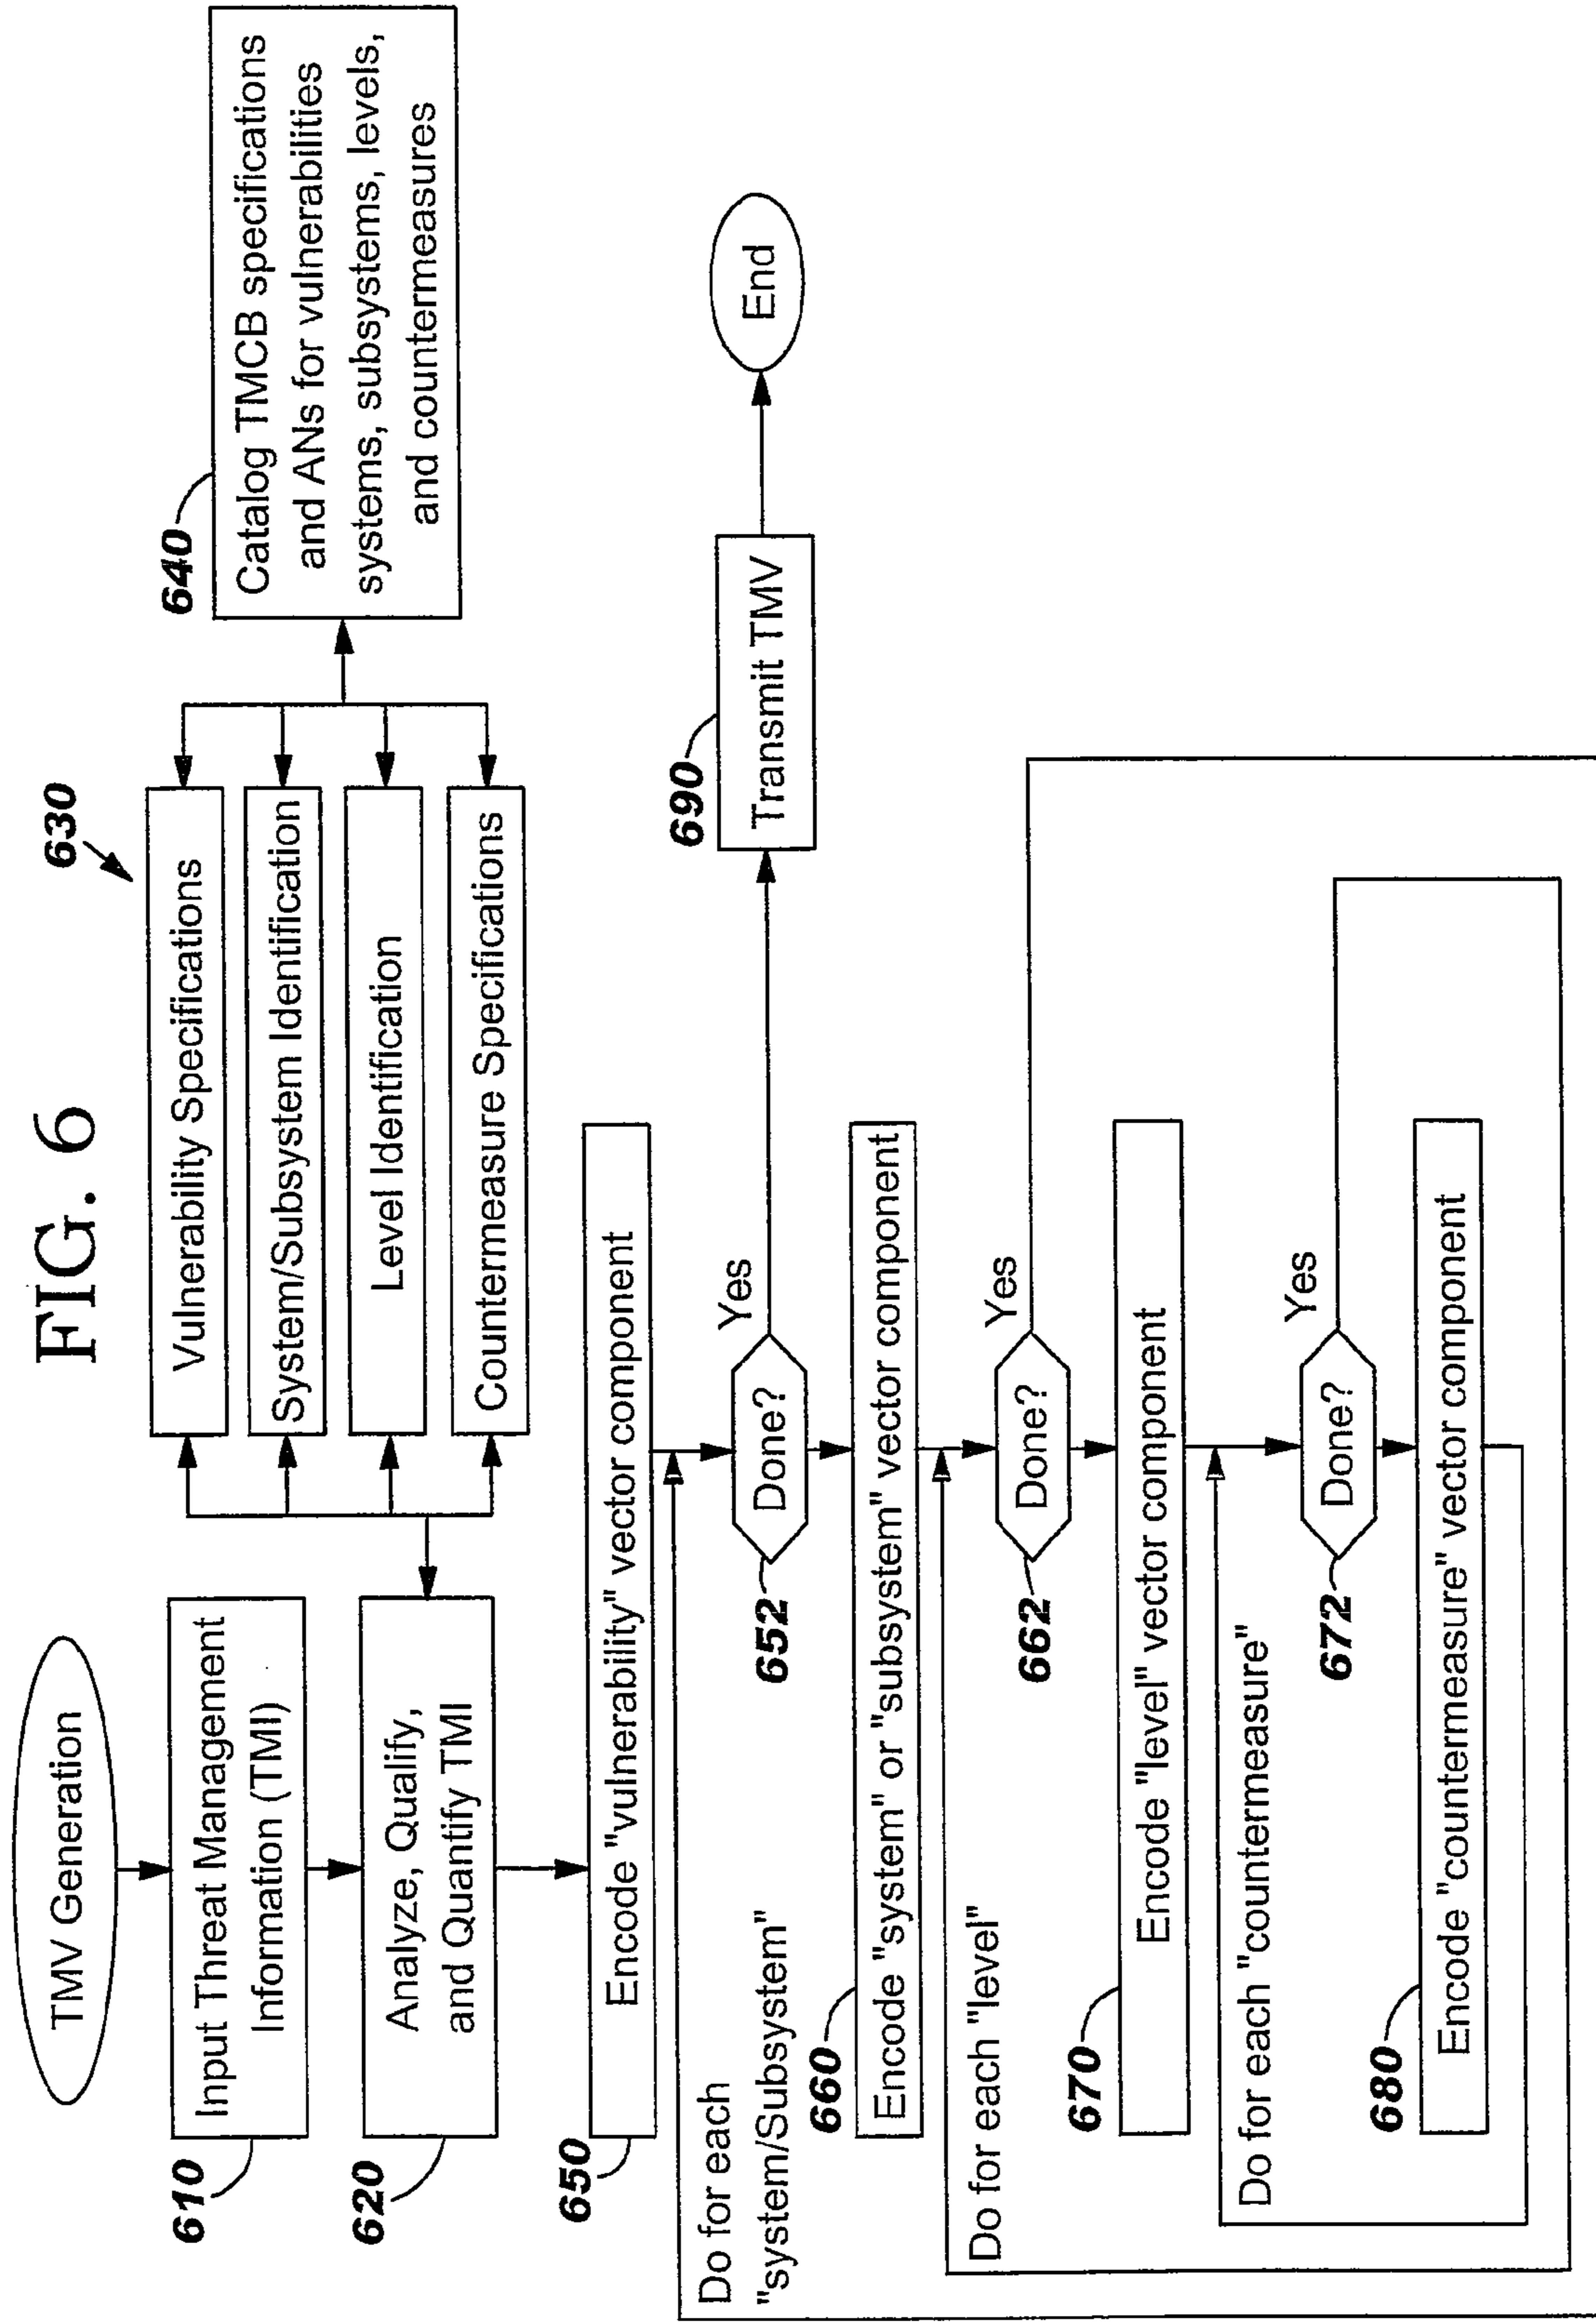 FIG. 6
TMV Generation
610
Input Threat Management
Information (TMI)
620
Analyze, Qualify,
and Quantify TMI
630
Vulnerability Specifications
System/Subsystem Identification
Level Identification
Countermeasure Specifications
640
Catalog TMCB specifications
and ANs for vulnerabilities
systems, subsystems, levels,
and countermeasures
650
Encode "vulnerability" vector component
Do for each
"system/Subsystem"
652
Done?
Yes
690
Transmit TMV
End
660
Encode "system" or "subsystem" vector component
Do for each "level"
662
Done?
Yes
670
Encode "level" vector component
Do for each "countermeasure"
672
Done?
Yes
680
Encode "countermeasure" vector component